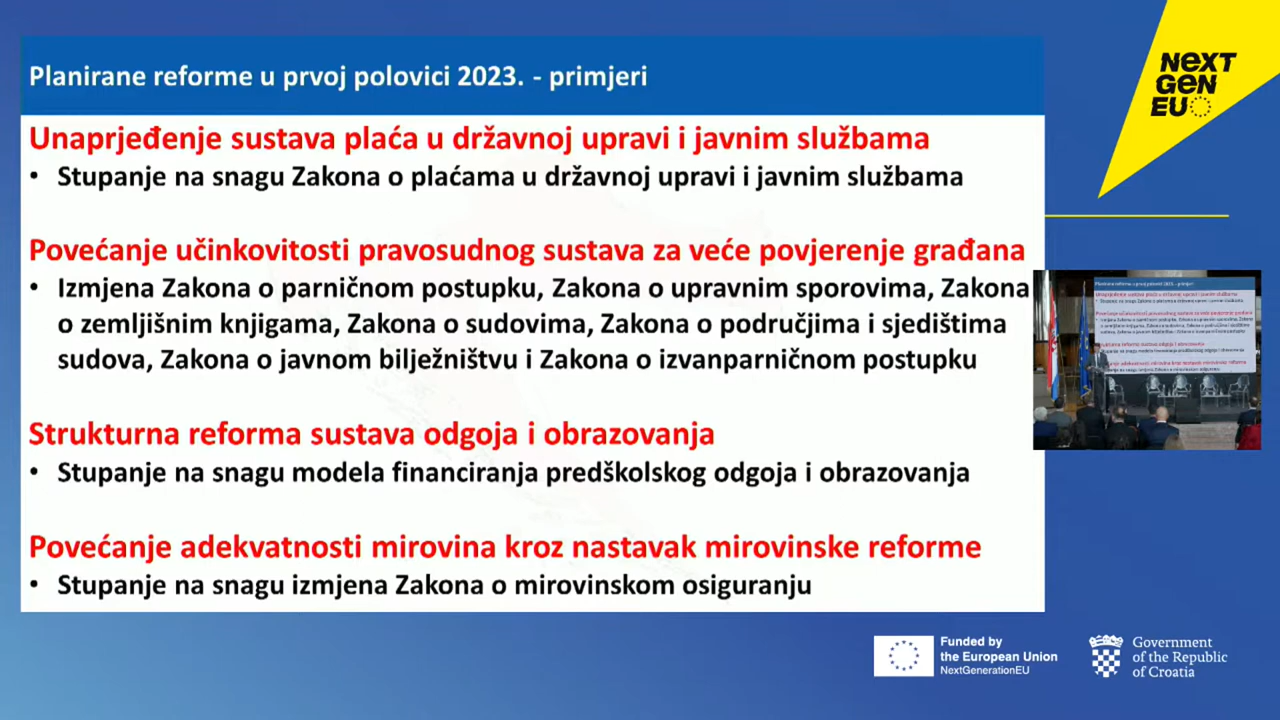 Planirane reforme u prvoj polovici 2023. - primjeri
NEXT
GEN
EU
Unaprjeđenje sustava plaća u državnoj upravi i javnim službama
• Stupanje na snagu Zakona o plaćama u državnoj upravi i javnim službama
Povećanje učinkovitosti pravosudnog sustava za veće povjerenje građana
• Izmjena Zakona o parničnom postupku, Zakona o upravnim sporovima, Zakona
o zemljišnim knjigama, Zakona o sudovima, Zakona o područjima i sjedištima
sudova, Zakona o javnom bilježništvu i Zakona o izvanparničnom postupku
Strukturna reforma sustava odgoja i obrazovanja
• Stupanje na snagu modela financiranja predškolskog odgoja i obrazovanja
Povećanje adekvatnosti mirovina kroz nastavak mirovinske reforme
• Stupanje na snagu izmjena Zakona o mirovinskom osiguranju
Funded by
the European Union
NextGenerationEU
Government
of the Republic
of Croatia